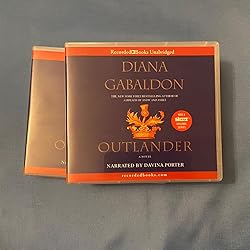 Recorded Books Unabridged
DIANA
GABALDON
THE NEW YORK TIMES BESTSELLING AUTHOR OF
A BREATH OF SNOW AND ASHES
OUTLANDER
A NOVEL
NARRATED BY DAVINA PORTER
recordedbooks.com